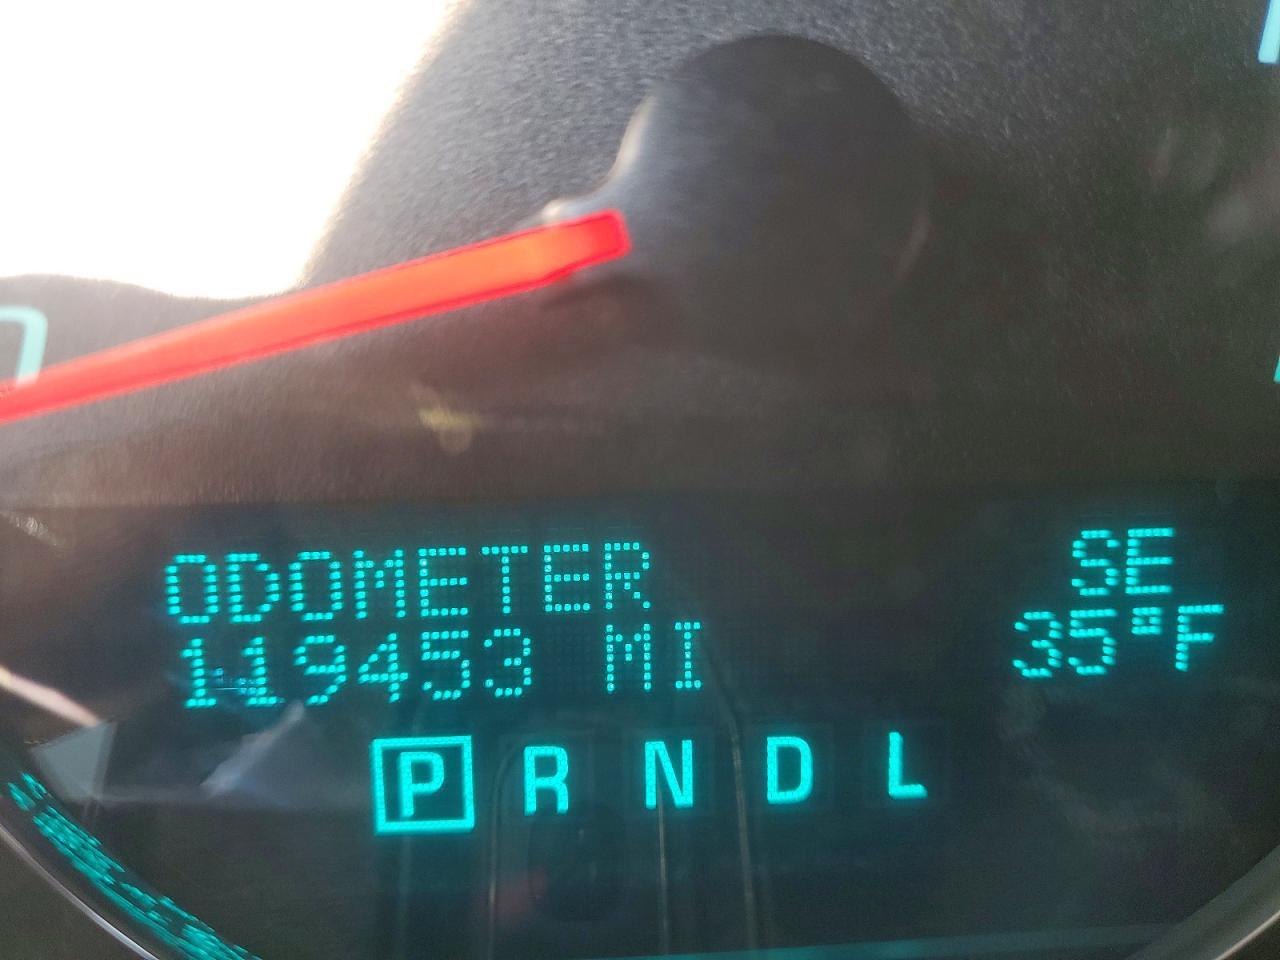 ODOMETER
119453 MI
SE
35°F
P R N D L